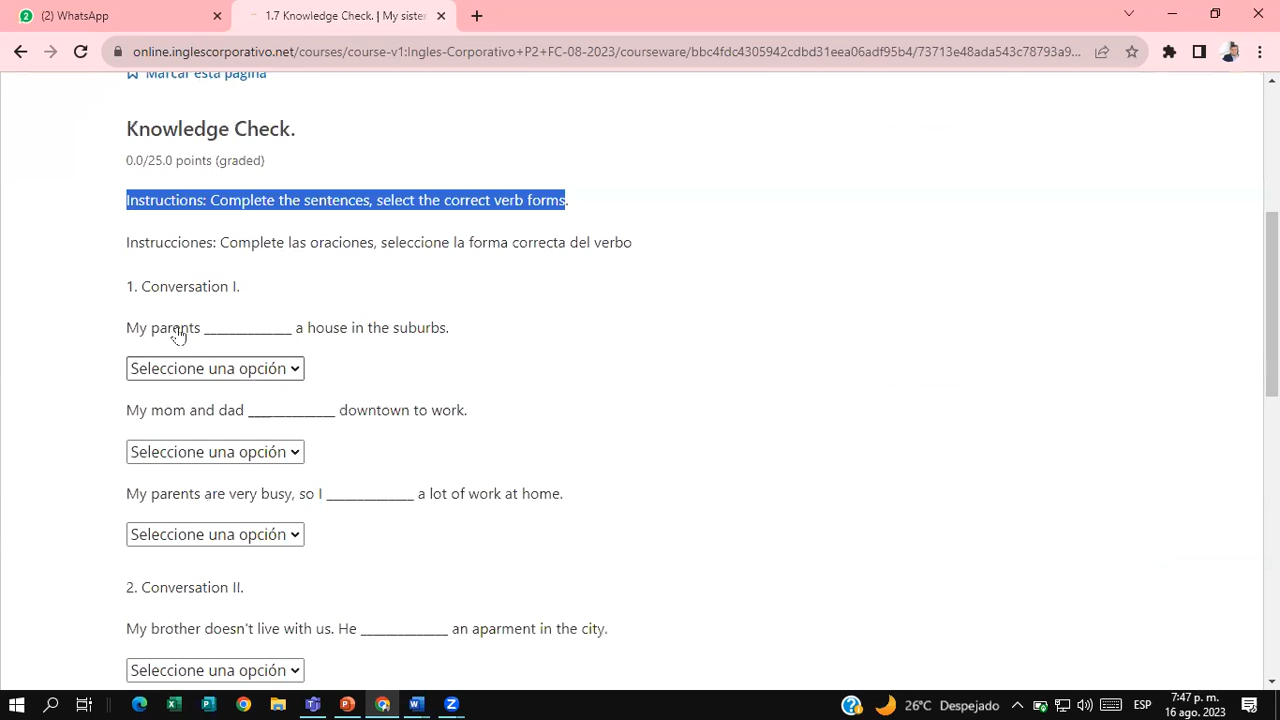 2
(2) WhatsApp
1.7 Knowledge Check. | My sister
online.inglescorporativo.net/courses/course-v1:Ingles-Corporativo+P2+FC-08-2023/courseware/bbc4fdc4305942cdbd31eea06adf95b4/73713e48ada543c78793a9...
Marcar esta página
Knowledge Check.
0.0/25.0 points (graded)
Instructions: Complete the sentences, select the correct verb forms.
Instrucciones: Complete las oraciones, seleccione la forma correcta del verbo
1. Conversation I.
My parents _____________ a house in the suburbs.
Seleccione una opción
My mom and dad _____________ downtown to work.
Seleccione una opción
My parents are very busy, so I _____________ a lot of work at home.
Seleccione una opción
2. Conversation II.
My brother doesn't live with us. He _____________ an aparment in the city.
Seleccione una opción
26°C Despejado
ESP
7:47 p. m.
16 ago. 2023